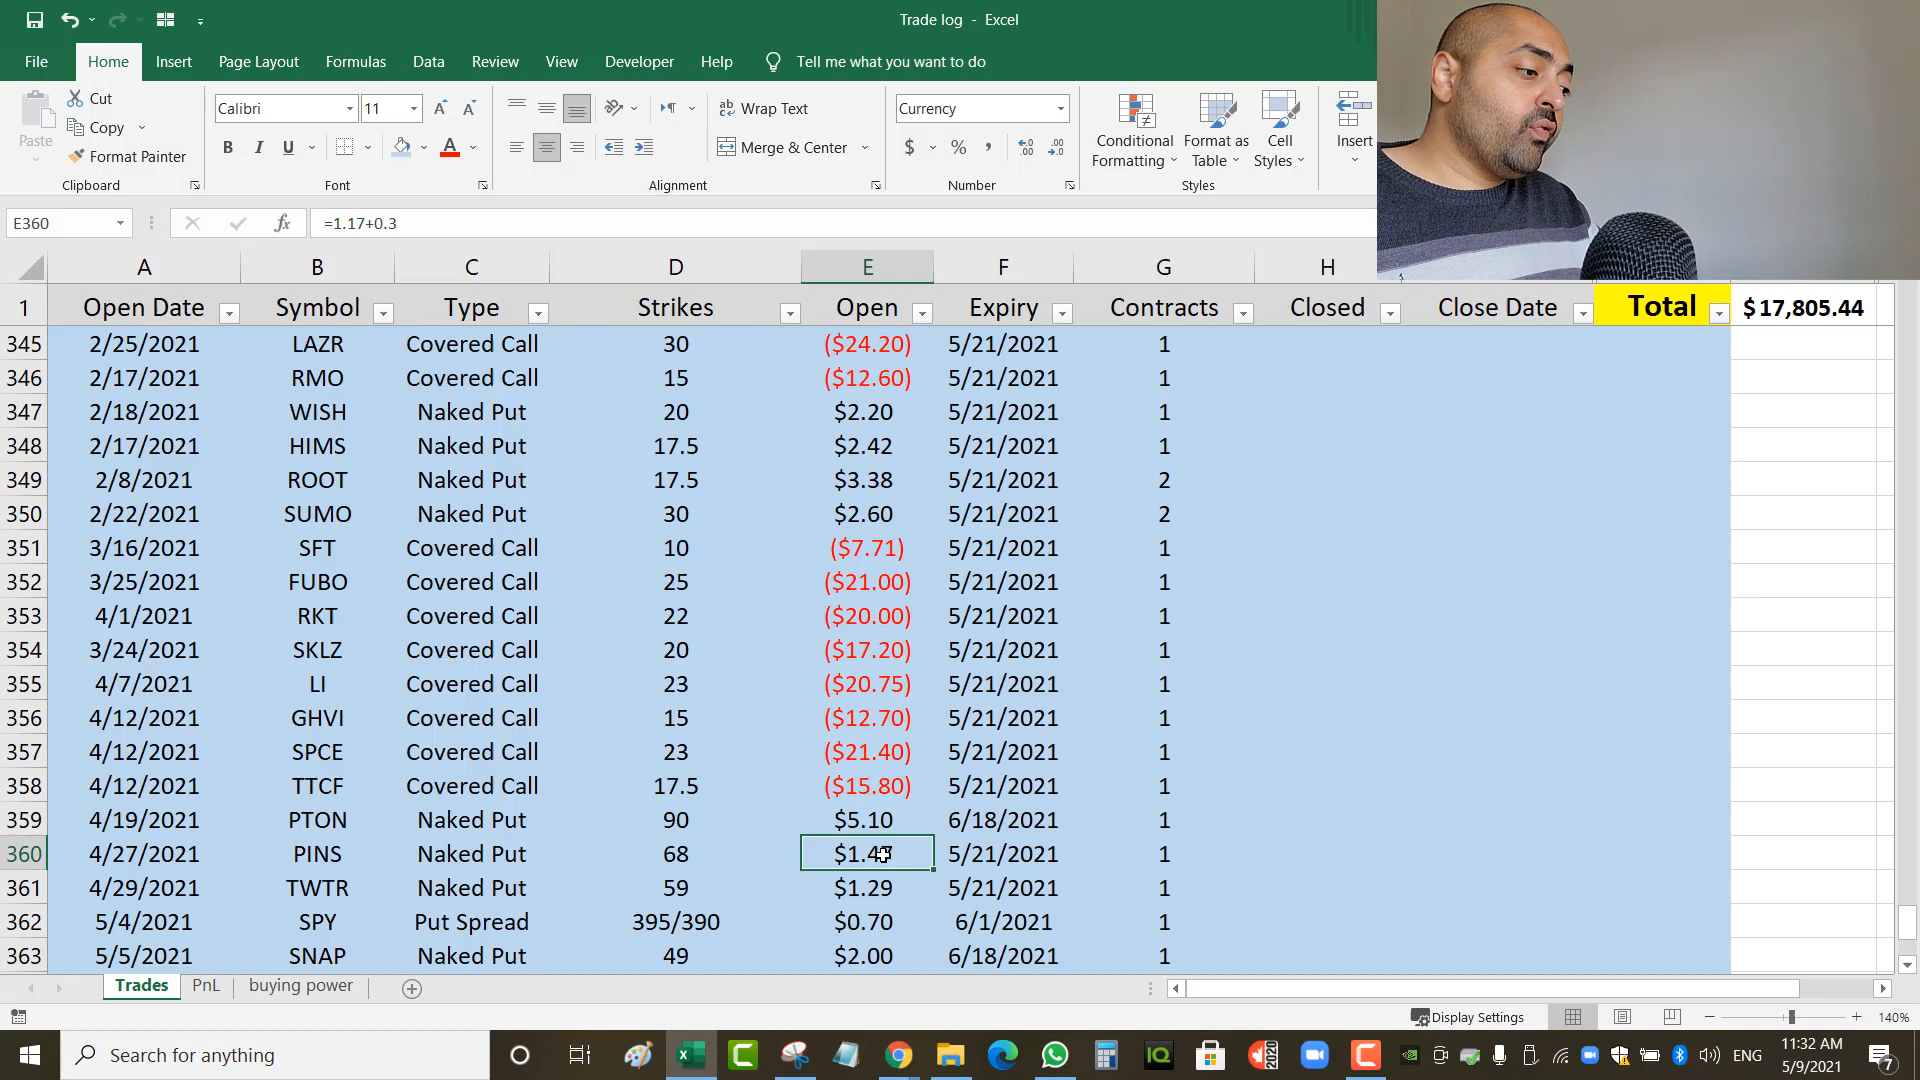 Trade log - Excel
File Home Insert Page Layout Formulas Data Review View Developer Help Tell me what you want to do
Cut
Copy
Format Painter
Paste
Clipboard
Calibri 11
B I U A
Font
Wrap Text
Merge & Center
Alignment
Currency
$ % ,
Number
Conditional Formatting
Format as Table
Cell Styles
Styles
Insert
E360 fx =1.17+0.3
A B C D E F G H
1 Open Date Symbol Type Strikes Open Expiry Contracts Closed Close Date Total $17,805.44
345 2/25/2021 LAZR Covered Call 30 ($24.20) 5/21/2021 1
346 2/17/2021 RMO Covered Call 15 ($12.60) 5/21/2021 1
347 2/18/2021 WISH Naked Put 20 $2.20 5/21/2021 1
348 2/17/2021 HIMS Naked Put 17.5 $2.42 5/21/2021 1
349 2/8/2021 ROOT Naked Put 17.5 $3.38 5/21/2021 2
350 2/22/2021 SUMO Naked Put 30 $2.60 5/21/2021 2
351 3/16/2021 SFT Covered Call 10 ($7.71) 5/21/2021 1
352 3/25/2021 FUBO Covered Call 25 ($21.00) 5/21/2021 1
353 4/1/2021 RKT Covered Call 22 ($20.00) 5/21/2021 1
354 3/24/2021 SKLZ Covered Call 20 ($17.20) 5/21/2021 1
355 4/7/2021 LI Covered Call 23 ($20.75) 5/21/2021 1
356 4/12/2021 GHVI Covered Call 15 ($12.70) 5/21/2021 1
357 4/12/2021 SPCE Covered Call 23 ($21.40) 5/21/2021 1
358 4/12/2021 TTCF Covered Call 17.5 ($15.80) 5/21/2021 1
359 4/19/2021 PTON Naked Put 90 $5.10 6/18/2021 1
360 4/27/2021 PINS Naked Put 68 $1.47 5/21/2021 1
361 4/29/2021 TWTR Naked Put 59 $1.29 5/21/2021 1
362 5/4/2021 SPY Put Spread 395/390 $0.70 6/1/2021 1
363 5/5/2021 SNAP Naked Put 49 $2.00 6/18/2021 1
Trades PnL buying power
Display Settings 140%
Search for anything
IQ
2020
ENG
11:32 AM
5/9/2021
7